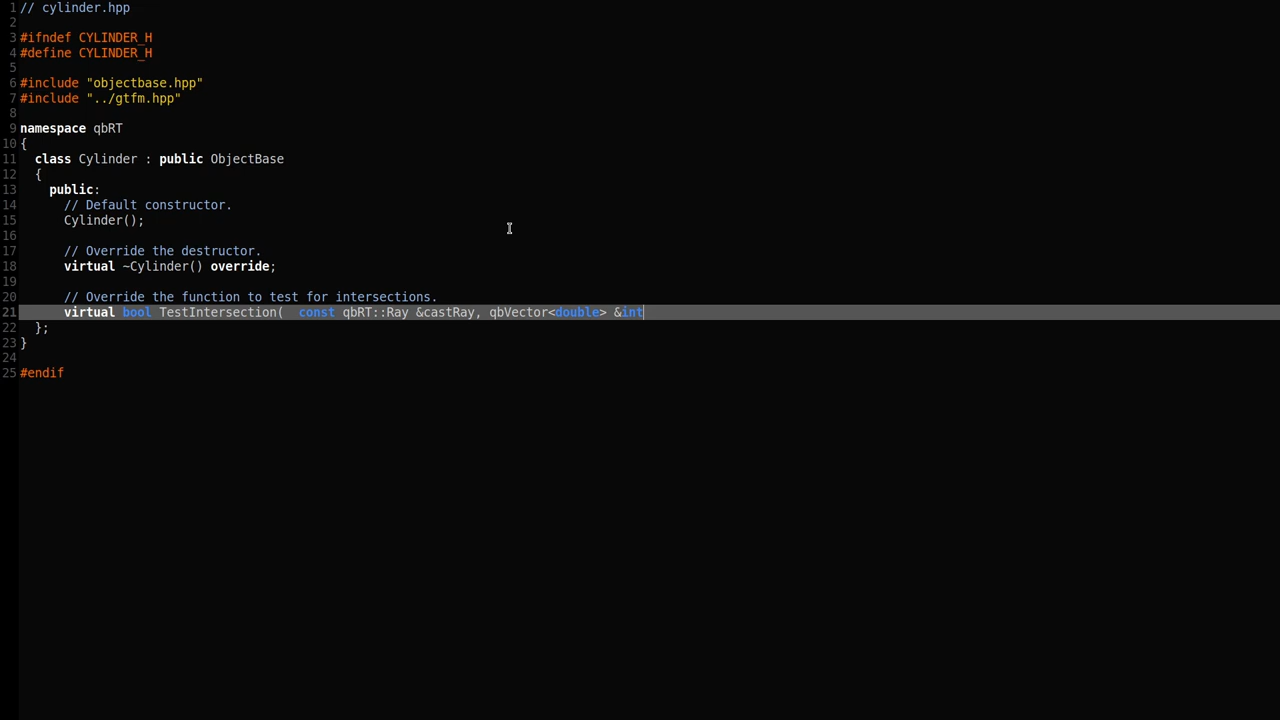 1 // cylinder.hpp
2
3 #ifndef CYLINDER_H
4 #define CYLINDER_H
5
6 #include "objectbase.hpp"
7 #include "../gtfm.hpp"
8
9 namespace qbRT
10 {
11   class Cylinder : public ObjectBase
12   {
13     public:
14       // Default constructor.
15       Cylinder();
16
17       // Override the destructor.
18       virtual ~Cylinder() override;
19
20       // Override the function to test for intersections.
21       virtual bool TestIntersection(  const qbRT::Ray &castRay, qbVector<double> &int
22   };
23 }
24
25 #endif